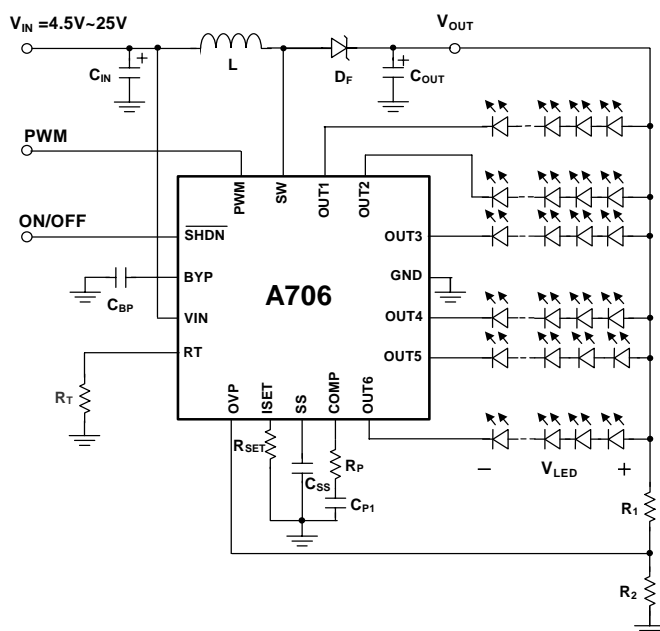 V_IN =4.5V~25V
V_OUT
C_IN
+
L
D_F
C_OUT
+
PWM
PWM
SW
OUT1
OUT2
ON/OFF
SHDN
OUT3
BYP
GND
C_BP
A706
VIN
OUT4
RT
OUT5
R_T
OVP
ISET
SS
COMP
OUT6
R_SET
R_P
C_SS
C_P1
– V_LED +
R_1
R_2